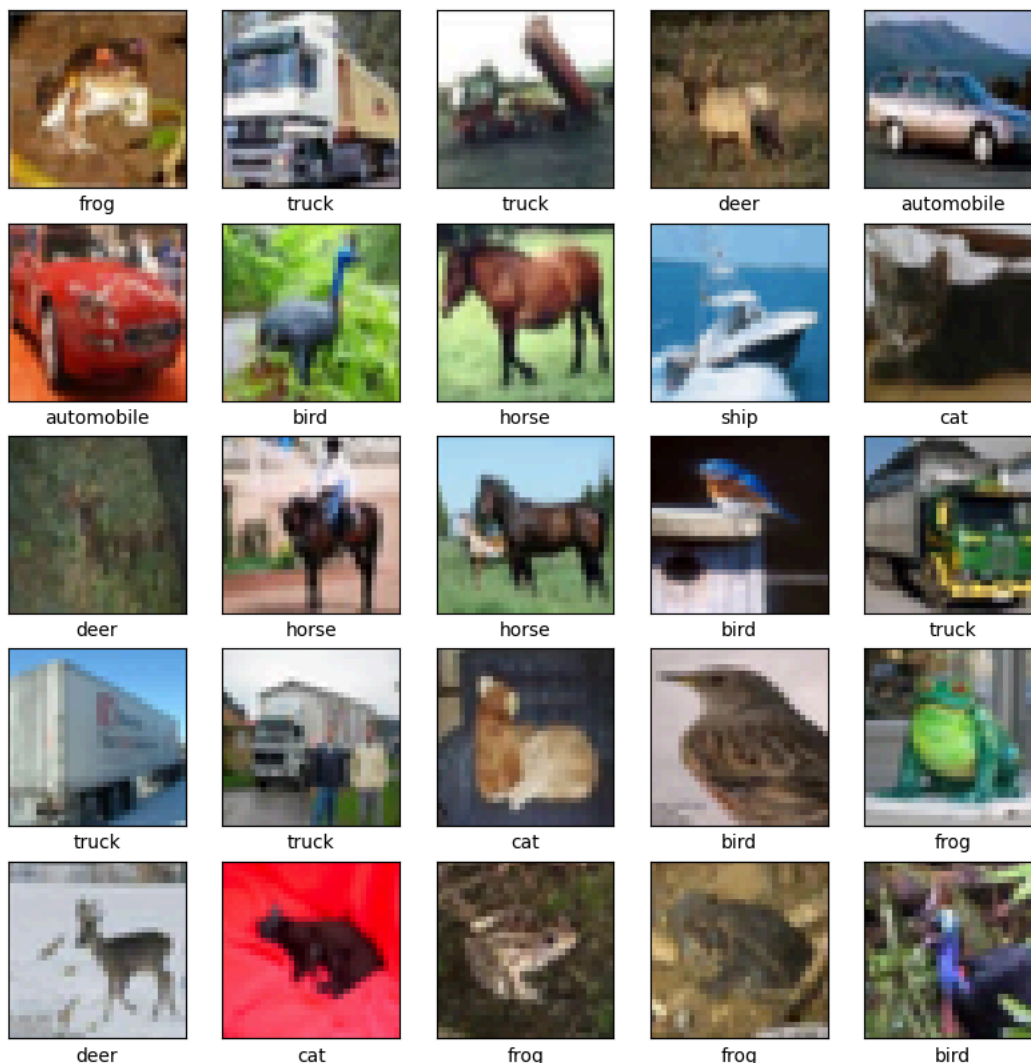 frog truck truck deer automobile
automobile bird horse ship cat
deer horse horse bird truck
truck truck cat bird frog
deer cat frog frog bird